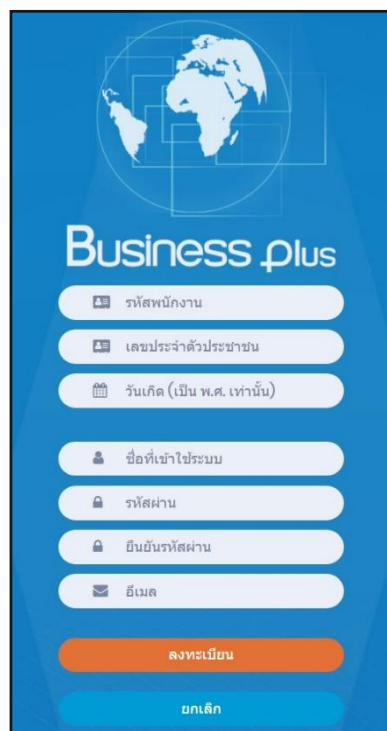 Business Plus
รหัสพนักงาน
เลขประจำตัวประชาชน
วันเกิด (เป็น พ.ศ. เท่านั้น)
ชื่อที่เข้าใช้ระบบ
รหัสผ่าน
ยืนยันรหัสผ่าน
อีเมล
ลงทะเบียน
ยกเลิก